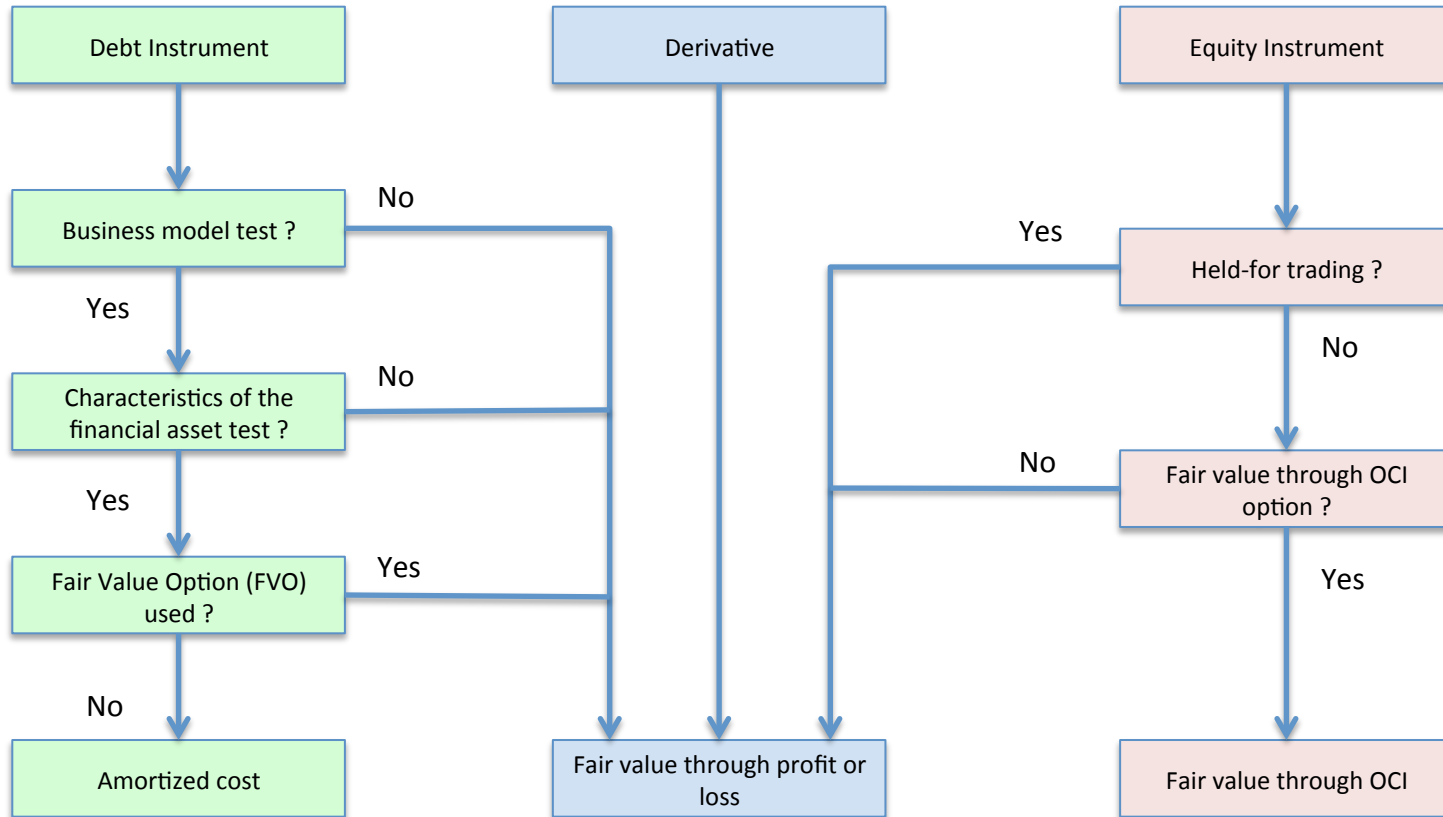 Debt Instrument
Derivative
Equity Instrument
No
Business model test ?
Yes
Held-for trading ?
Yes
No
No
Characteristics of the
financial asset test ?
No
Fair value through OCI
option ?
Yes
Yes
Fair Value Option (FVO)
used ?
Yes
No
Amortized cost
Fair value through profit or
loss
Fair value through OCI